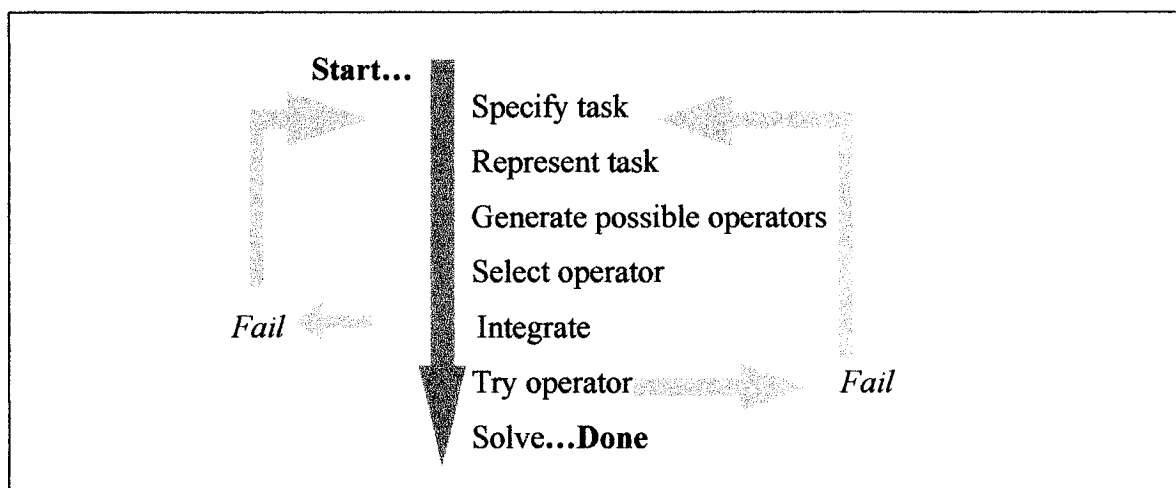 Start...
Specify task
Represent task
Generate possible operators
Select operator
Fail Integrate
Try operator Fail
Solve...Done